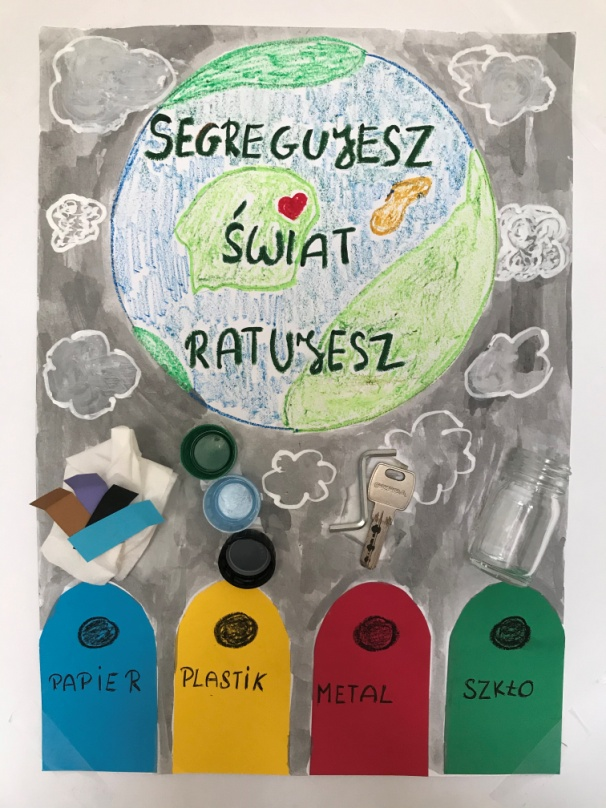 SEGREGUJESZ
ŚWIAT
RATUJESZ
PAPIER
PLASTIK
METAL
SZKŁO